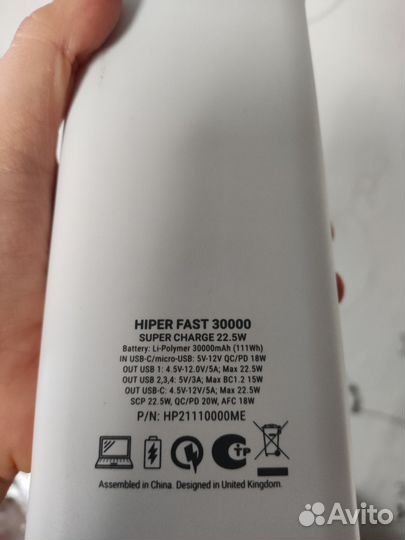 HIPER FAST 30000
SUPER CHARGE 22.5W
Battery: Li-Polymer 30000mAh (111Wh)
IN USB-C/micro-USB: 5V-12V QC/PD 18W
OUT USB 1: 4.5V-12.0V/5A; Max 22.5W
OUT USB 2,3,4: 5V/3A; Max BC1.2 15W
OUT USB-C: 4.5V-12V/5A; Max 22.5W
SCP 22.5W, QC/PD 20W, AFC 18W
P/N: HP21110000ME
Assembled in China. Designed in United Kingdom.
Avito